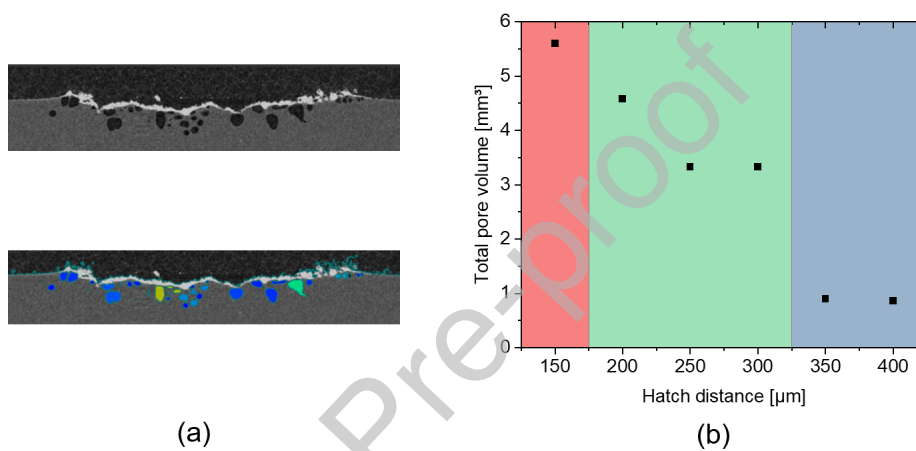 6
5
4
3
2
1
0
Total pore volume [mm³]
150 200 250 300 350 400
Hatch distance [µm]
(a)
(b)
Pre-proof